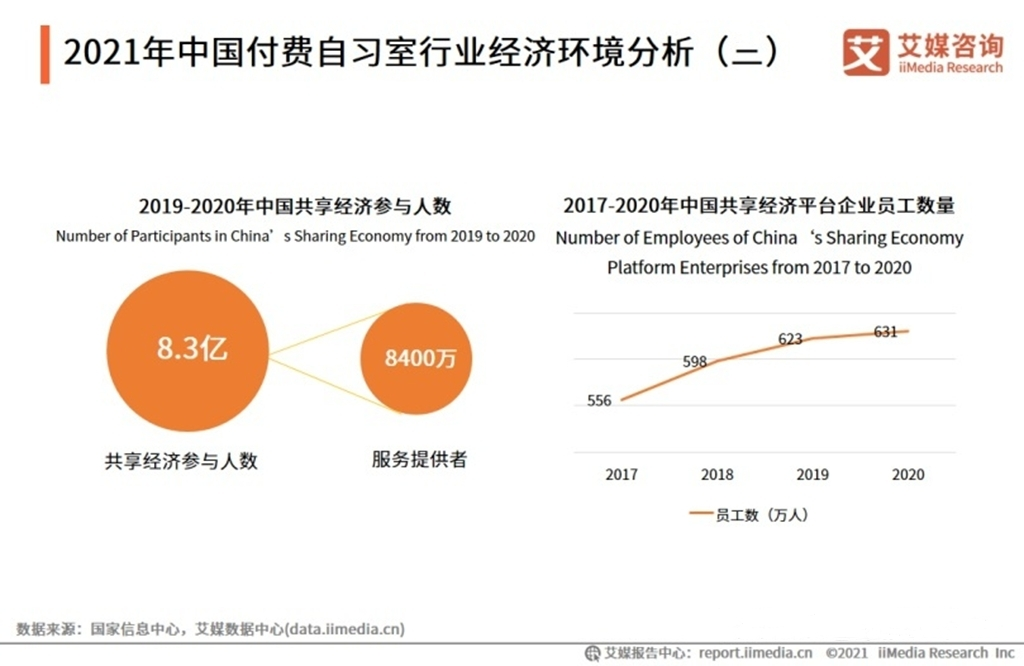 2021年中国付费自习室行业经济环境分析（二）
艾
艾媒咨询
iiMedia Research
2019-2020年中国共享经济参与人数
Number of Participants in China’s Sharing Economy from 2019 to 2020
8.3亿
8400万
共享经济参与人数
服务提供者
2017-2020年中国共享经济平台企业员工数量
Number of Employees of China ‘s Sharing Economy
Platform Enterprises from 2017 to 2020
556
598
623
631
2017 2018 2019 2020
员工数（万人）
数据来源：国家信息中心，艾媒数据中心(data.iimedia.cn)
艾媒报告中心：report.iimedia.cn ©2021 iiMedia Research Inc